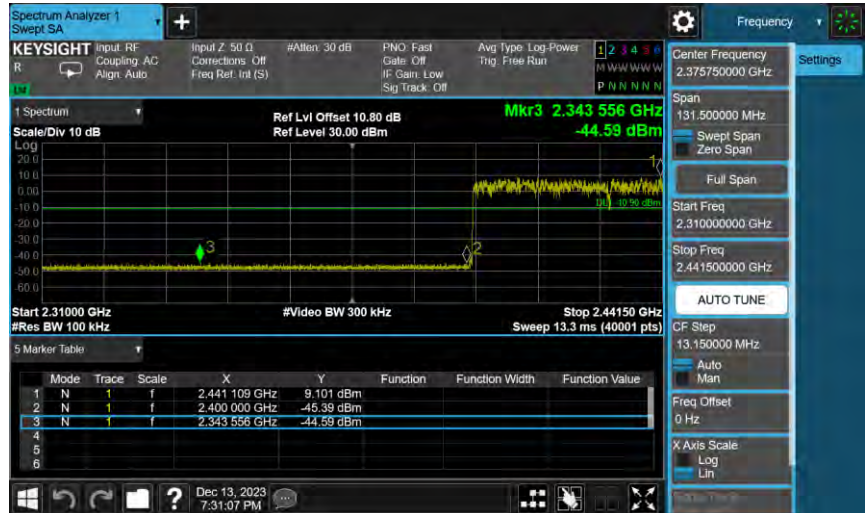 Spectrum Analyzer 1
Swept SA
Frequency
KEYSIGHT
R
Input: RF
Coupling: AC
Align: Auto
Input Z: 50 Ω
Corrections: Off
Freq Ref: Int (S)
#Atten: 30 dB
PNO: Fast
Gate: Off
IF Gain: Low
Sig Track: Off
Avg Type: Log-Power
Trig: Free Run
1 2 3 4 5 6
M W W W W W
P N N N N N
1 Spectrum
Scale/Div 10 dB
Ref Lvl Offset 10.80 dB
Ref Level 30.00 dBm
Mkr3 2.343 556 GHz
-44.59 dBm
Log
20.0
10.0
0.00
-10.0
-20.0
-30.0
-40.0
-50.0
-60.0
1
2
3
DL1 -10.90 dBm
Start 2.31000 GHz
#Res BW 100 kHz
#Video BW 300 kHz
Stop 2.44150 GHz
Sweep 13.3 ms (40001 pts)
5 Marker Table
Mode Trace Scale X Y Function Function Width Function Value
1 N 1 f 2.441 109 GHz 9.101 dBm
2 N 1 f 2.400 000 GHz -45.39 dBm
3 N 1 f 2.343 556 GHz -44.59 dBm
4
5
6
?
Dec 13, 2023
7:31:07 PM
Center Frequency
2.375750000 GHz
Settings
Span
131.500000 MHz
Swept Span
Zero Span
Full Span
Start Freq
2.310000000 GHz
Stop Freq
2.441500000 GHz
AUTO TUNE
CF Step
13.150000 MHz
Auto
Man
Freq Offset
0 Hz
X Axis Scale
Log
Lin